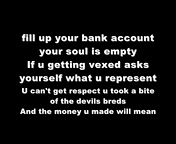 fill up your bank account
your soul is empty
If u getting vexed asks
yourself what u represent
U can't get respect u took a bite
of the devils breds
And the money u made will mean